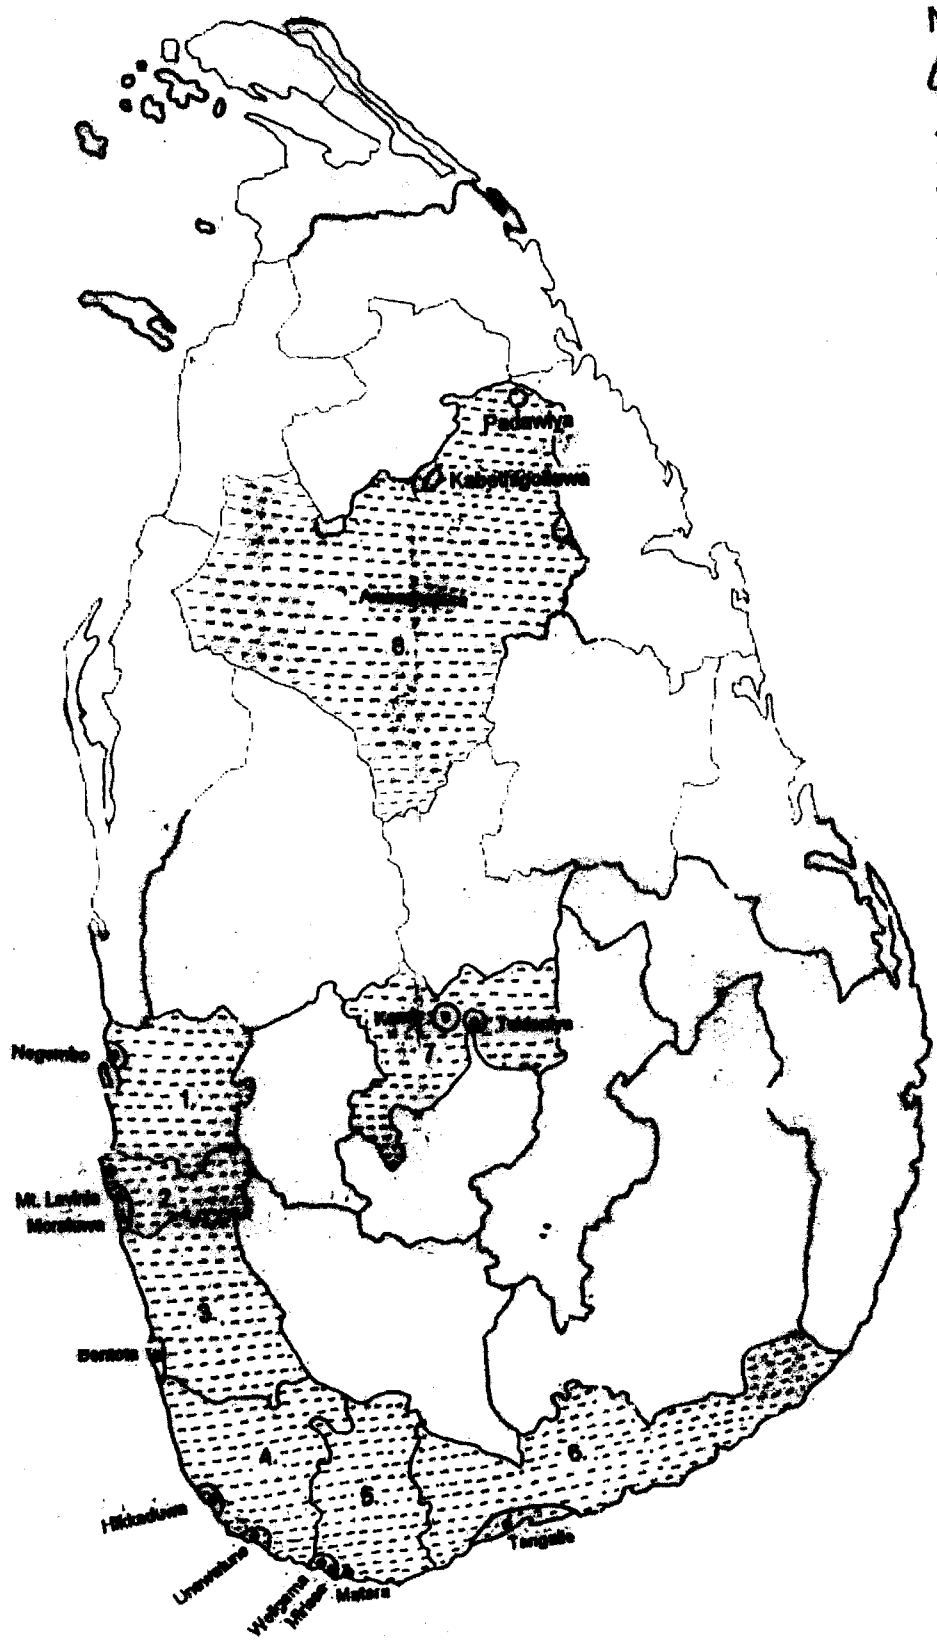 N
Padawiya
Kabethigollewa
8.
Kandy
Teldeniya
7.
Negombo
1.
Mt. Lavinia
2.
Moratuwa
3.
Bentota
4.
5.
6.
Hikkaduwa
Unawatuna
Weligama
Mirissa
Matara
Tangalle